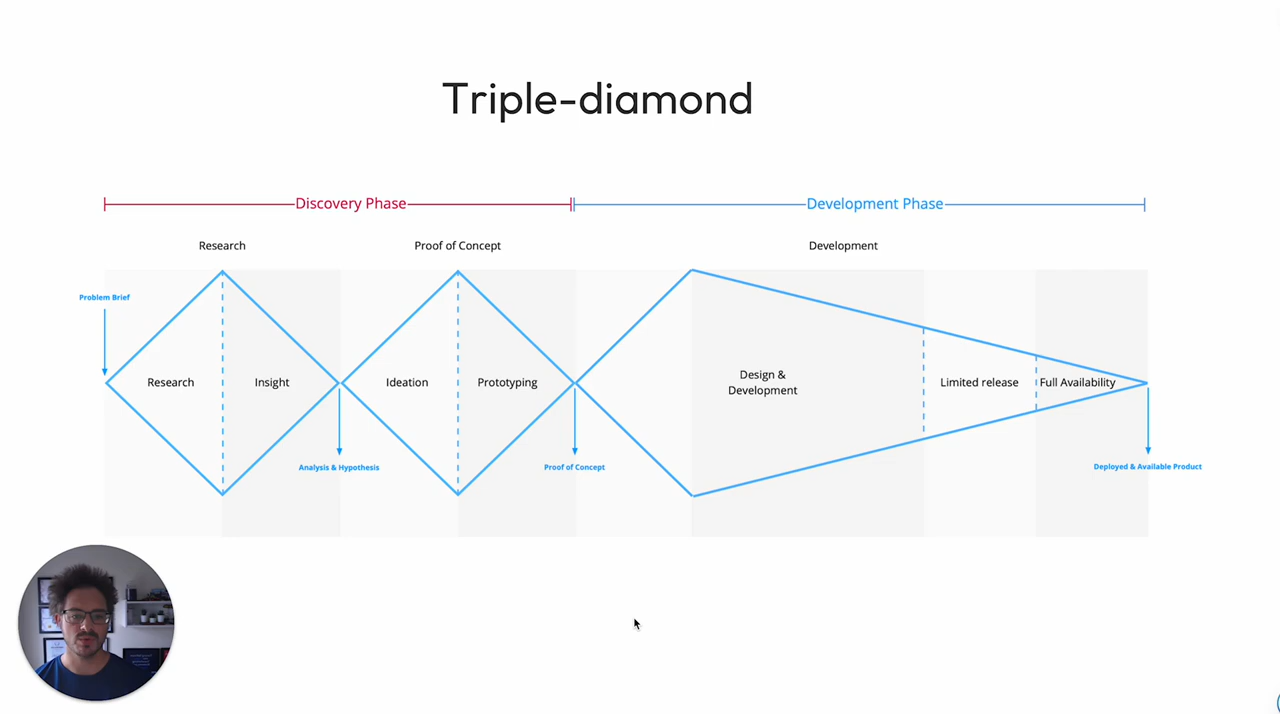 Triple-diamond
Discovery Phase
Development Phase
Research
Proof of Concept
Development
Problem Brief
Research
Insight
Ideation
Prototyping
Design &
Development
Limited release
Full Availability
Analysis & Hypothesis
Proof of Concept
Deployed & Available Product